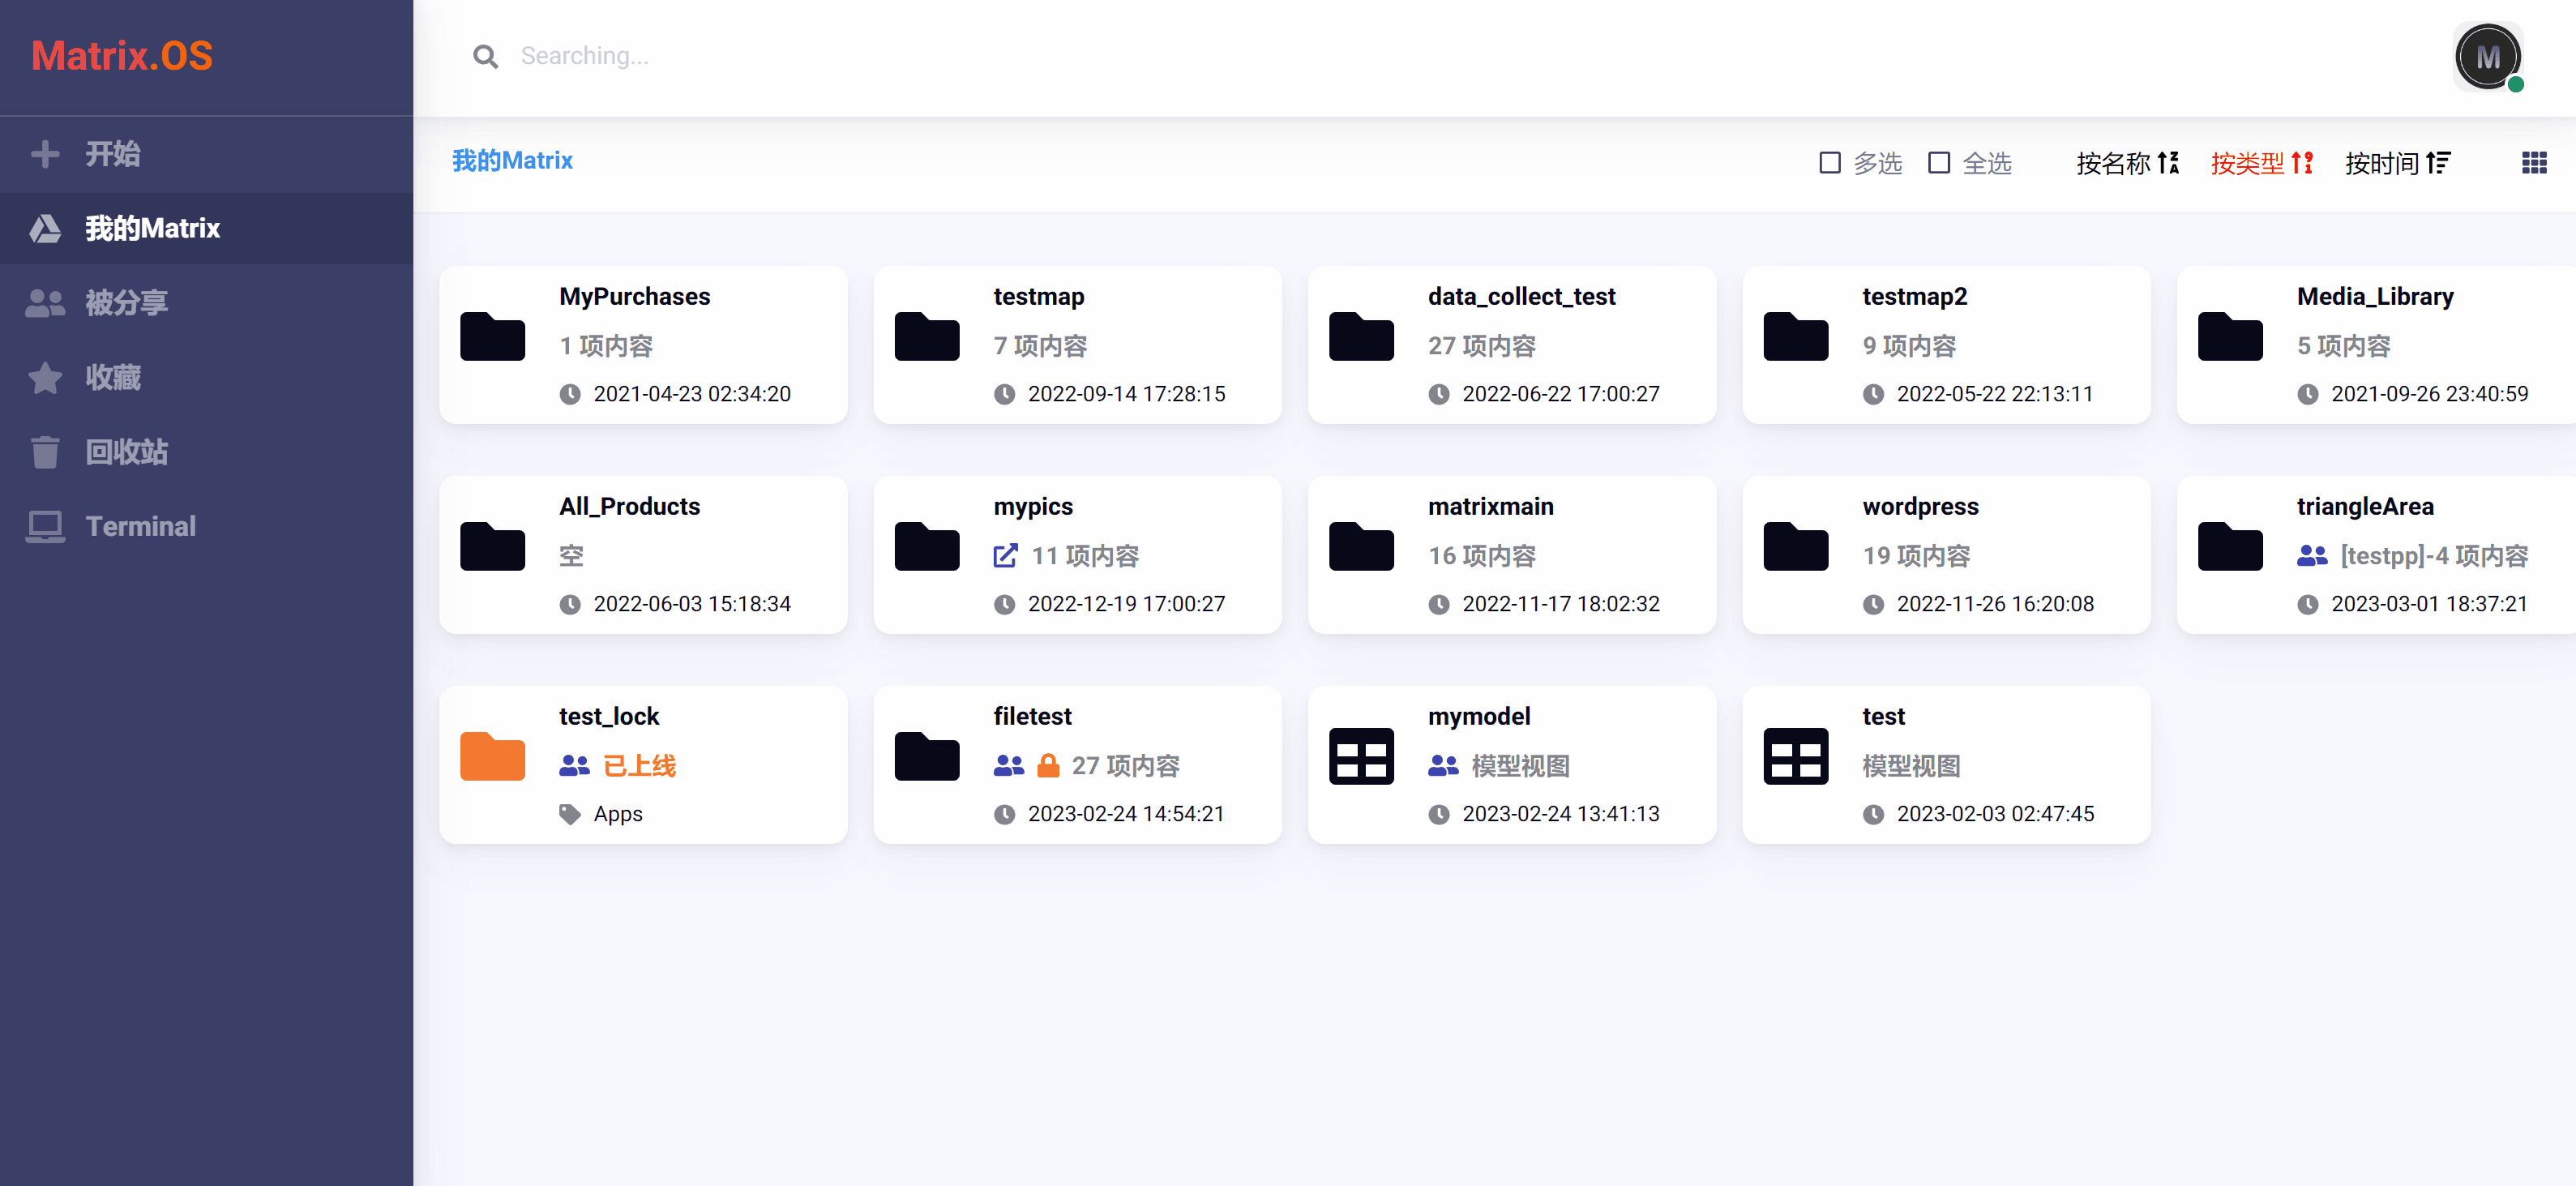 Matrix.OS
Searching...
M
开始
我的Matrix
被分享
收藏
回收站
Terminal
我的Matrix
多选 全选 按名称 按类型 按时间
MyPurchases
1 项内容
2021-04-23 02:34:20
testmap
7 项内容
2022-09-14 17:28:15
data_collect_test
27 项内容
2022-06-22 17:00:27
testmap2
9 项内容
2022-05-22 22:13:11
Media_Library
5 项内容
2021-09-26 23:40:59
All_Products
空
2022-06-03 15:18:34
mypics
11 项内容
2022-12-19 17:00:27
matrixmain
16 项内容
2022-11-17 18:02:32
wordpress
19 项内容
2022-11-26 16:20:08
triangleArea
[testpp]-4 项内容
2023-03-01 18:37:21
test_lock
已上线
Apps
filetest
27 项内容
2023-02-24 14:54:21
mymodel
模型视图
2023-02-24 13:41:13
test
模型视图
2023-02-03 02:47:45